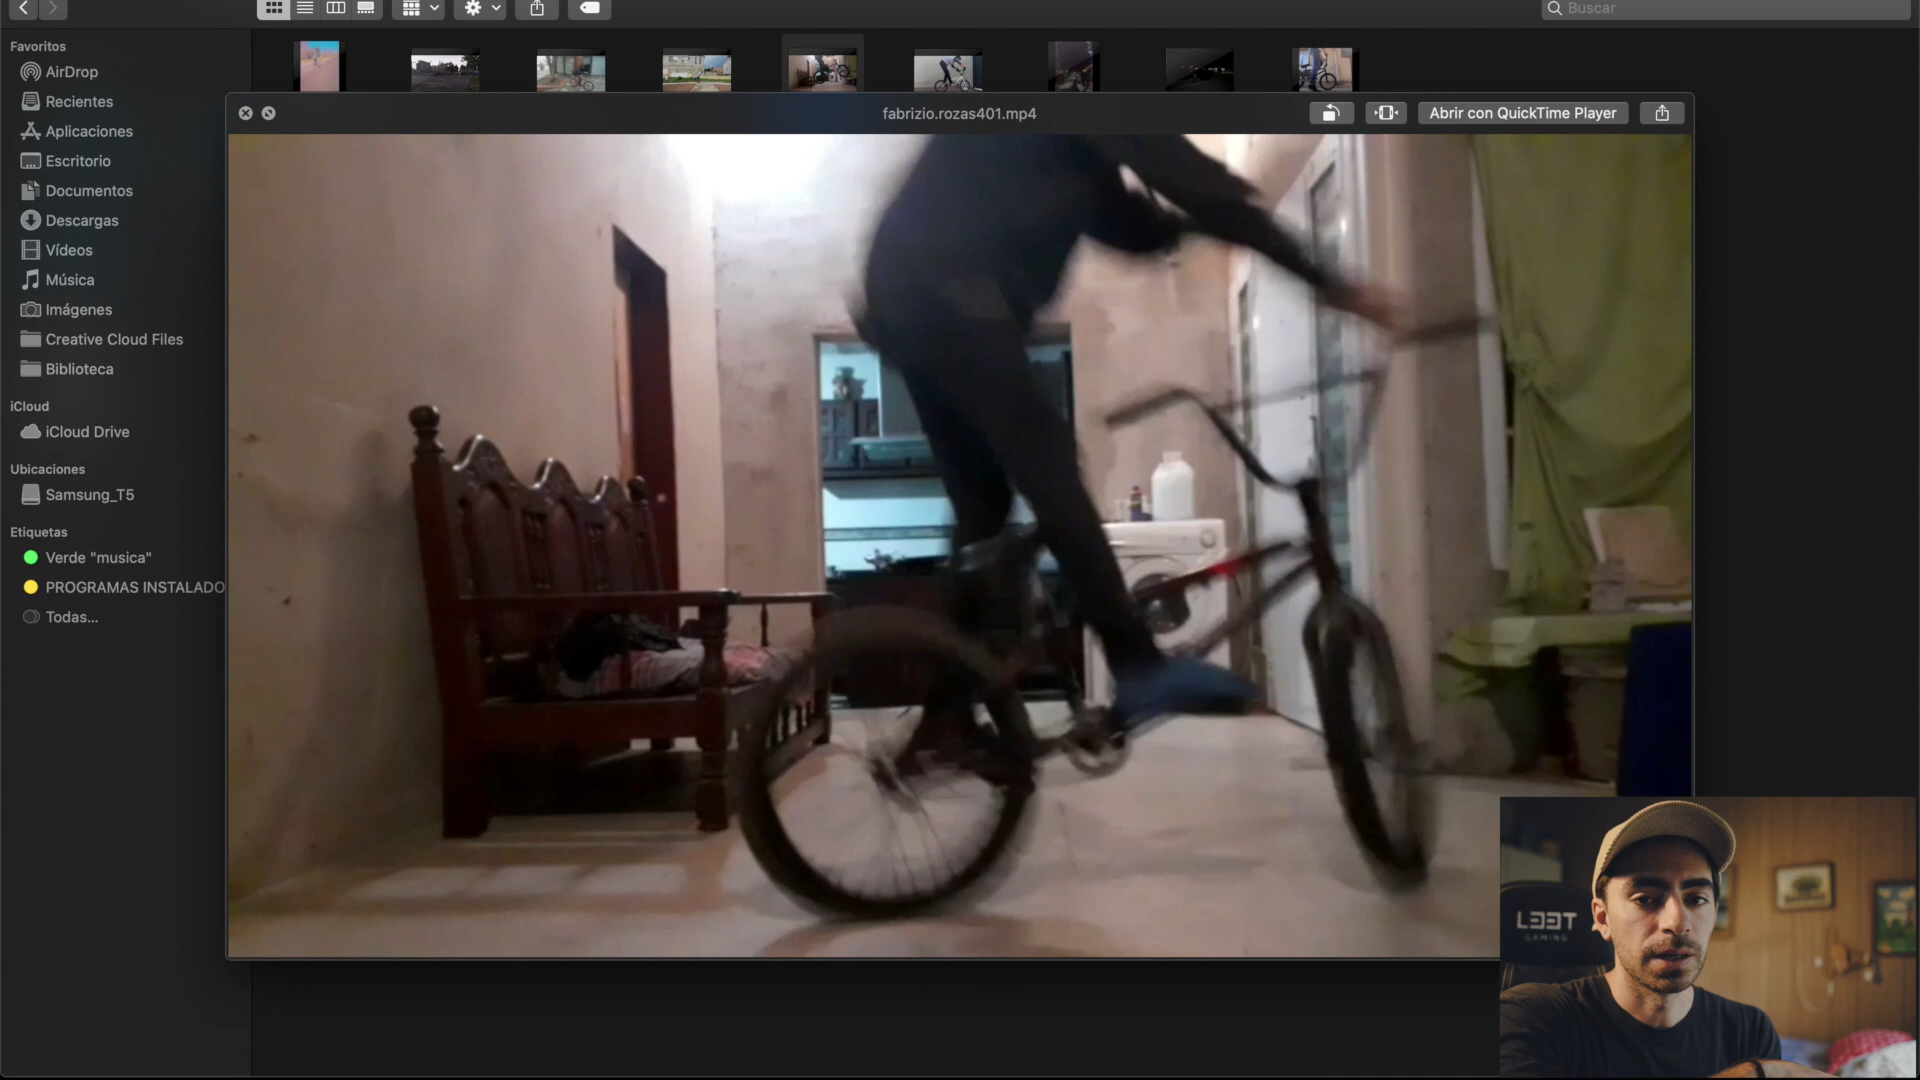 Buscar
Favoritos
AirDrop
Recientes
Aplicaciones
Escritorio
Documentos
Descargas
Vídeos
Música
Imágenes
Creative Cloud Files
Biblioteca
iCloud
iCloud Drive
Ubicaciones
Samsung_T5
Etiquetas
Verde "musica"
PROGRAMAS INSTALADO
Todas...
fabrizio.rozas401.mp4
Abrir con QuickTime Player
L33T
GAMING